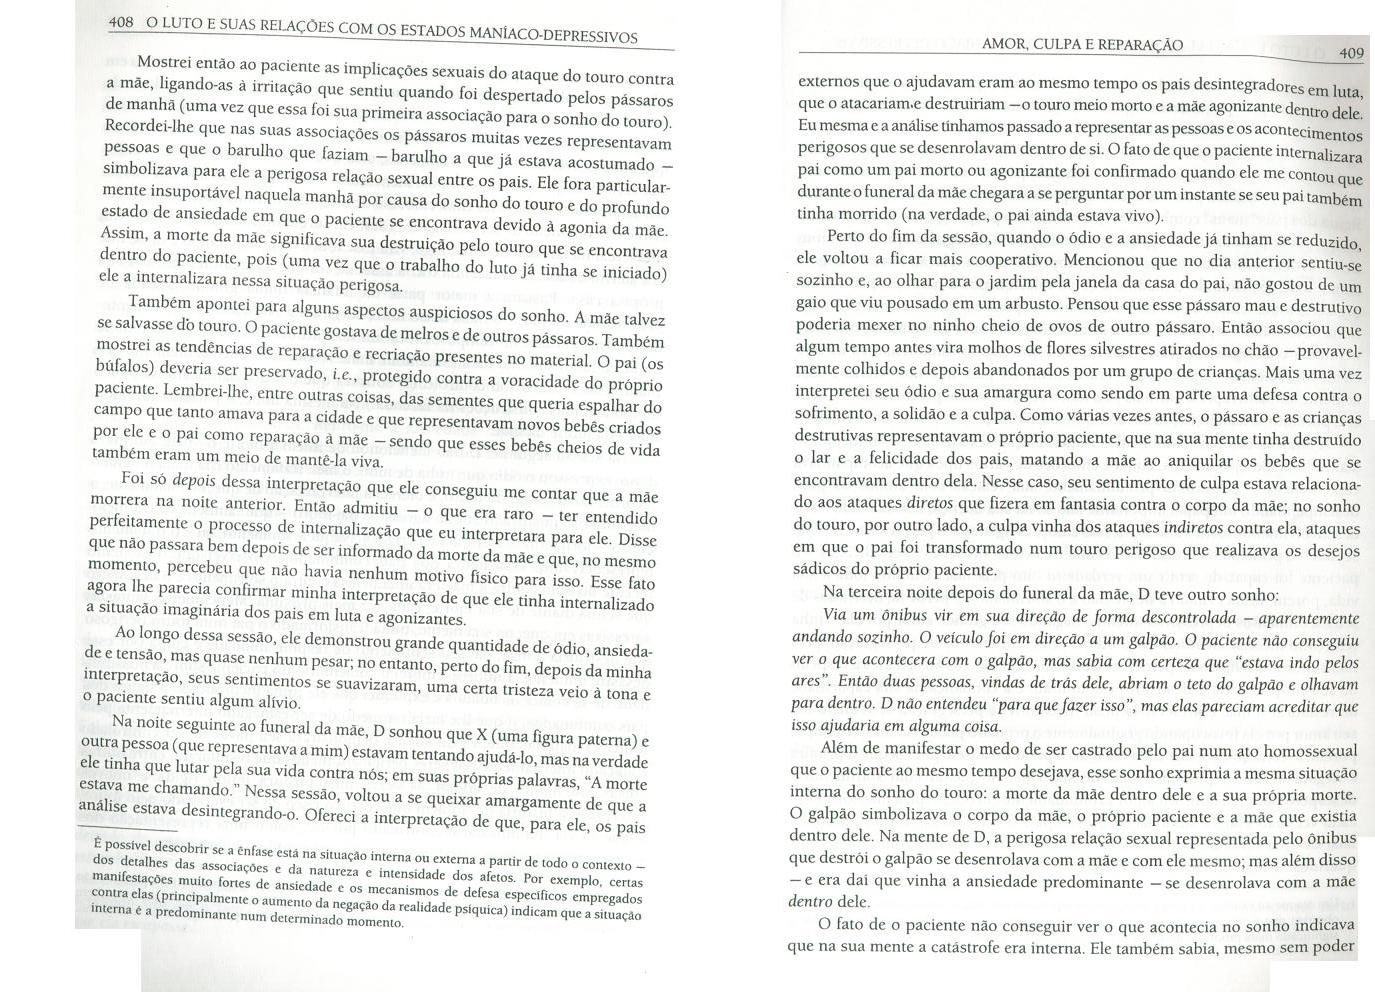 408 O LUTO E SUAS RELAÇÕES COM OS ESTADOS MANÍACO-DEPRESSIVOS
Mostrei então ao paciente as implicações sexuais do ataque do touro contra
a mãe, ligando-as à irritação que sentiu quando foi despertado pelos pássaros
de manhã (uma vez que essa foi sua primeira associação para o sonho do touro).
Recordei-lhe que nas suas associações os pássaros muitas vezes representavam
pessoas e que o barulho que faziam — barulho a que já estava acostumado —
simbolizava para ele a perigosa relação sexual entre os pais. Ele fora particular-
mente insuportável naquela manhã por causa do sonho do touro e do profundo
estado de ansiedade em que o paciente se encontrava devido à agonia da mãe.
Assim, a morte da mãe significava sua destruição pelo touro que se encontrava
dentro do paciente, pois (uma vez que o trabalho do luto já tinha se iniciado)
ele a internalizara nessa situação perigosa.
Também apontei para alguns aspectos auspiciosos do sonho. A mãe talvez
se salvasse do touro. O paciente gostava de melros e de outros pássaros. Também
mostrei as tendências de reparação e recriação presentes no material. O pai (os
búfalos) deveria ser preservado, i.e., protegido contra a voracidade do próprio
paciente. Lembrei-lhe, entre outras coisas, das sementes que queria espalhar do
campo que tanto amava para a cidade e que representavam novos bebês criados
por ele e o pai como reparação à mãe — sendo que esses bebês cheios de vida
também eram um meio de mantê-la viva.
Foi só depois dessa interpretação que ele conseguiu me contar que a mãe
morrera na noite anterior. Então admitiu — o que era raro — ter entendido
perfeitamente o processo de internalização que eu interpretara para ele. Disse
que não passara bem depois de ser informado da morte da mãe e que, no mesmo
momento, percebeu que não havia nenhum motivo físico para isso. Esse fato
agora lhe parecia confirmar minha interpretação de que ele tinha internalizado
a situação imaginária dos pais em luta e agonizantes.
Ao longo dessa sessão, ele demonstrou grande quantidade de ódio, ansieda-
de e tensão, mas quase nenhum pesar; no entanto, perto do fim, depois da minha
interpretação, seus sentimentos se suavizaram, uma certa tristeza veio à tona e
o paciente sentiu algum alívio.
Na noite seguinte ao funeral da mãe, D sonhou que X (uma figura paterna) e
outra pessoa (que representava a mim) estavam tentando ajudá-lo, mas na verdade
ele tinha que lutar pela sua vida contra nós; em suas próprias palavras, "A morte
estava me chamando." Nessa sessão, voltou a se queixar amargamente de que a
análise estava desintegrando-o. Ofereci a interpretação de que, para ele, os pais
É possível descobrir se a ênfase está na situação interna ou externa a partir de todo o contexto —
dos detalhes das associações e da natureza e intensidade dos afetos. Por exemplo, certas
manifestações muito fortes de ansiedade e os mecanismos de defesa específicos empregados
contra elas (principalmente o aumento da negação da realidade psíquica) indicam que a situação
interna é a predominante num determinado momento.
AMOR, CULPA E REPARAÇÃO 409
externos que o ajudavam eram ao mesmo tempo os pais desintegradores em luta,
que o atacariam e destruiriam — o touro meio morto e a mãe agonizante dentro dele.
Eu mesma e a análise tínhamos passado a representar as pessoas e os acontecimentos
perigosos que se desenrolavam dentro de si. O fato de que o paciente internalizara
pai como um pai morto ou agonizante foi confirmado quando ele me contou que
durante o funeral da mãe chegara a se perguntar por um instante se seu pai também
tinha morrido (na verdade, o pai ainda estava vivo).
Perto do fim da sessão, quando o ódio e a ansiedade já tinham se reduzido,
ele voltou a ficar mais cooperativo. Mencionou que no dia anterior sentiu-se
sozinho e, ao olhar para o jardim pela janela da casa do pai, não gostou de um
gaio que viu pousado em um arbusto. Pensou que esse pássaro mau e destrutivo
poderia mexer no ninho cheio de ovos de outro pássaro. Então associou que
algum tempo antes vira molhos de flores silvestres atirados no chão — provavel-
mente colhidos e depois abandonados por um grupo de crianças. Mais uma vez
interpretei seu ódio e sua amargura como sendo em parte uma defesa contra o
sofrimento, a solidão e a culpa. Como várias vezes antes, o pássaro e as crianças
destrutivas representavam o próprio paciente, que na sua mente tinha destruído
o lar e a felicidade dos pais, matando a mãe ao aniquilar os bebês que se
encontravam dentro dela. Nesse caso, seu sentimento de culpa estava relaciona-
do aos ataques diretos que fizera em fantasia contra o corpo da mãe; no sonho
do touro, por outro lado, a culpa vinha dos ataques indiretos contra ela, ataques
em que o pai foi transformado num touro perigoso que realizava os desejos
sádicos do próprio paciente.
Na terceira noite depois do funeral da mãe, D teve outro sonho:
Via um ônibus vir em sua direção de forma descontrolada – aparentemente
andando sozinho. O veículo foi em direção a um galpão. O paciente não conseguiu
ver o que acontecera com o galpão, mas sabia com certeza que "estava indo pelos
ares". Então duas pessoas, vindas de trás dele, abriam o teto do galpão e olhavam
para dentro. D não entendeu "para que fazer isso", mas elas pareciam acreditar que
isso ajudaria em alguma coisa.
Além de manifestar o medo de ser castrado pelo pai num ato homossexual
que o paciente ao mesmo tempo desejava, esse sonho exprimia a mesma situação
interna do sonho do touro: a morte da mãe dentro dele e a sua própria morte.
O galpão simbolizava o corpo da mãe, o próprio paciente e a mãe que existia
dentro dele. Na mente de D, a perigosa relação sexual representada pelo ônibus
que destrói o galpão se desenrolava com a mãe e com ele mesmo; mas além disso
— e era daí que vinha a ansiedade predominante — se desenrolava com a mãe
dentro dele.
O fato de o paciente não conseguir ver o que acontecia no sonho indicava
que na sua mente a catástrofe era interna. Ele também sabia, mesmo sem poder